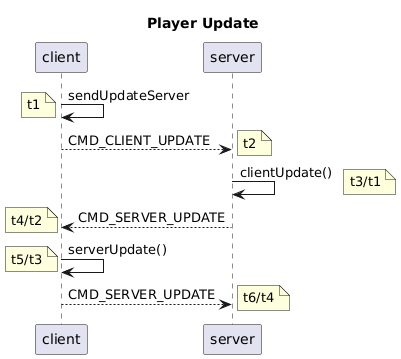 Player Update
client
server
t1
sendUpdateServer
CMD_CLIENT_UPDATE
t2
clientUpdate()
t3/t1
t4/t2
CMD_SERVER_UPDATE
t5/t3
serverUpdate()
CMD_SERVER_UPDATE
t6/t4
client
server